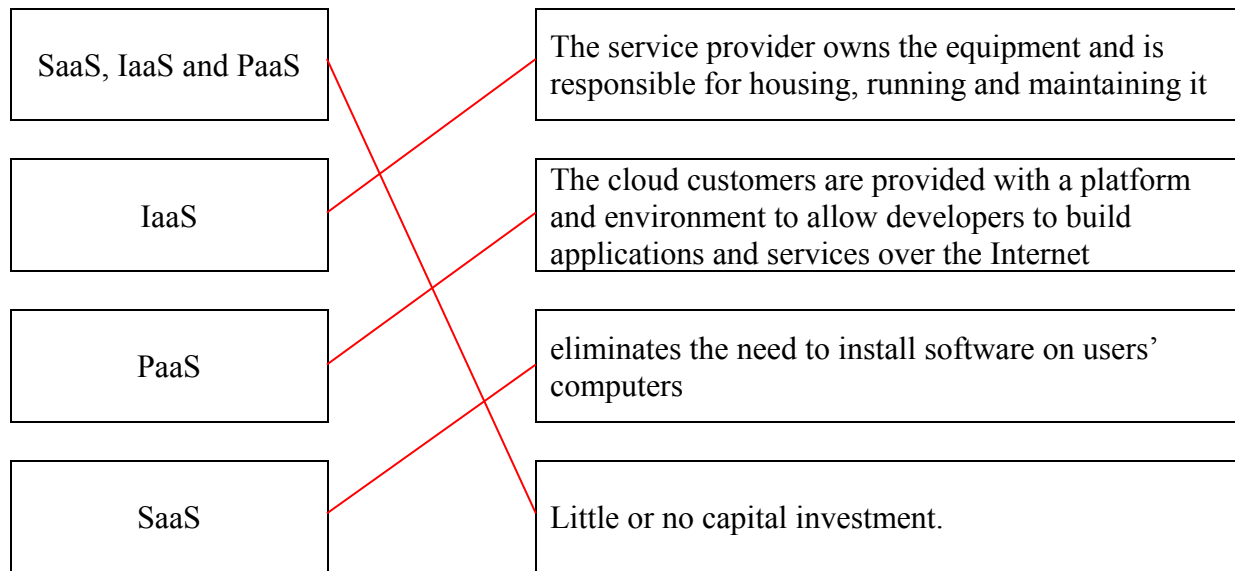 SaaS, IaaS and PaaS
The service provider owns the equipment and is
responsible for housing, running and maintaining it
IaaS
The cloud customers are provided with a platform
and environment to allow developers to build
applications and services over the Internet
PaaS
eliminates the need to install software on users’
computers
SaaS
Little or no capital investment.